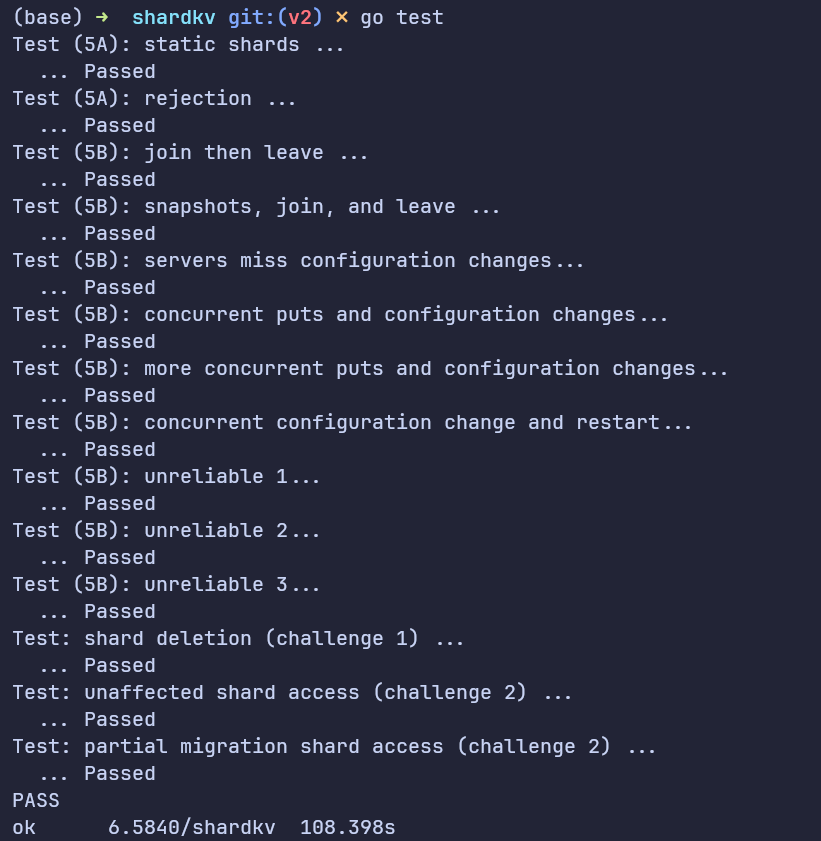 (base) → shardkv git:(v2) ✗ go test
Test (5A): static shards ...
  ... Passed
Test (5A): rejection ...
  ... Passed
Test (5B): join then leave ...
  ... Passed
Test (5B): snapshots, join, and leave ...
  ... Passed
Test (5B): servers miss configuration changes...
  ... Passed
Test (5B): concurrent puts and configuration changes...
  ... Passed
Test (5B): more concurrent puts and configuration changes...
  ... Passed
Test (5B): concurrent configuration change and restart...
  ... Passed
Test (5B): unreliable 1...
  ... Passed
Test (5B): unreliable 2...
  ... Passed
Test (5B): unreliable 3...
  ... Passed
Test: shard deletion (challenge 1) ...
  ... Passed
Test: unaffected shard access (challenge 2) ...
  ... Passed
Test: partial migration shard access (challenge 2) ...
  ... Passed
PASS
ok      6.5840/shardkv  108.398s